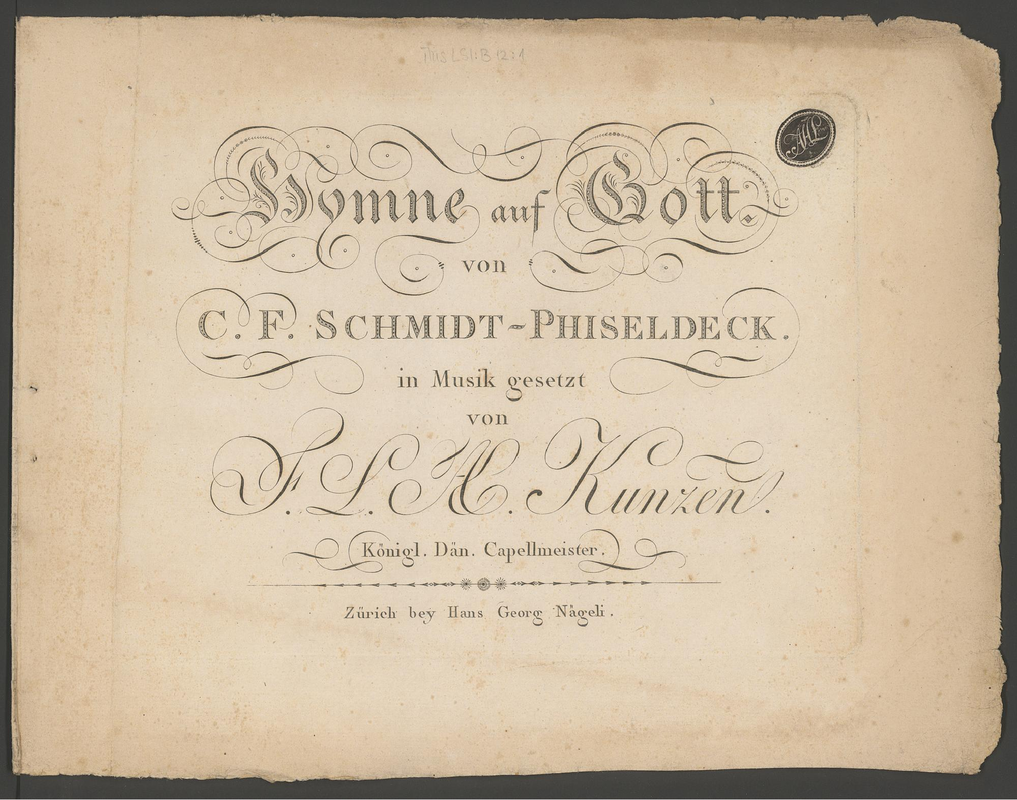 Hymne auf Gott.
von
C. F. SCHMIDT-PHISELDECK.
in Musik gesetzt
von
F. L. Æ. Kunzen.
Königl. Dän. Capellmeister.
Zürich bey Hans Georg Nägeli.